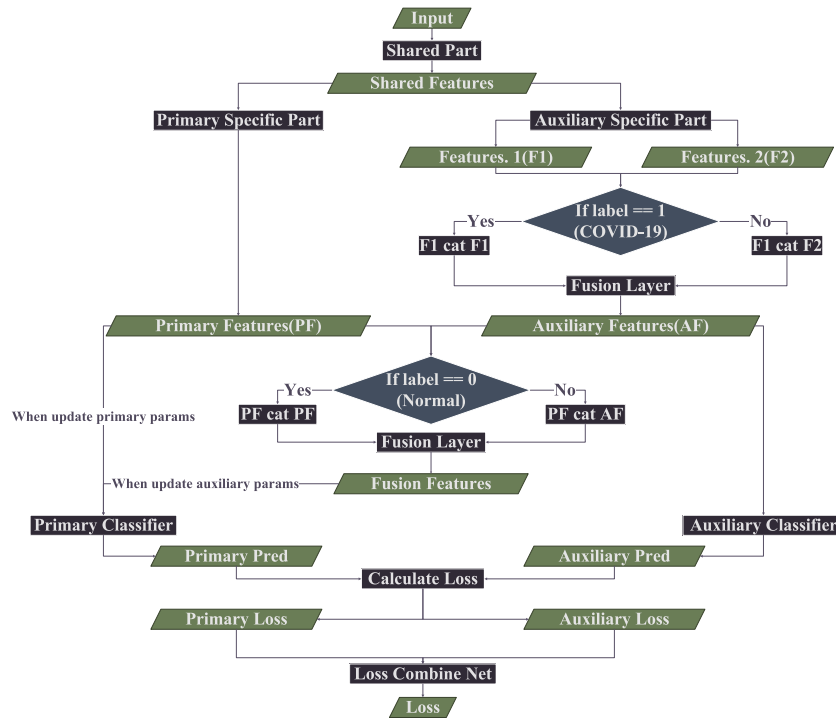 Input
Shared Part
Shared Features
Primary Specific Part
Auxiliary Specific Part
Features. 1(F1)
Features. 2(F2)
If label == 1
(COVID-19)
Yes
No
F1 cat F1
F1 cat F2
Fusion Layer
Primary Features(PF)
Auxiliary Features(AF)
If label == 0
(Normal)
Yes
No
When update primary params
PF cat PF
PF cat AF
Fusion Layer
When update auxiliary params
Fusion Features
Primary Classifier
Auxiliary Classifier
Primary Pred
Auxiliary Pred
Calculate Loss
Primary Loss
Auxiliary Loss
Loss Combine Net
Loss